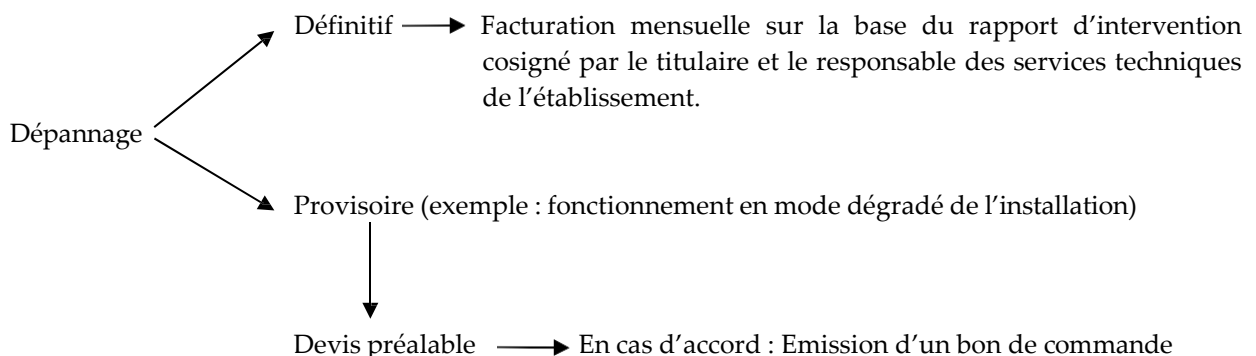 Définitif
Facturation mensuelle sur la base du rapport d’intervention
cosigné par le titulaire et le responsable des services techniques
de l’établissement.
Dépannage
Provisoire (exemple : fonctionnement en mode dégradé de l’installation)
Devis préalable
En cas d’accord : Emission d’un bon de commande